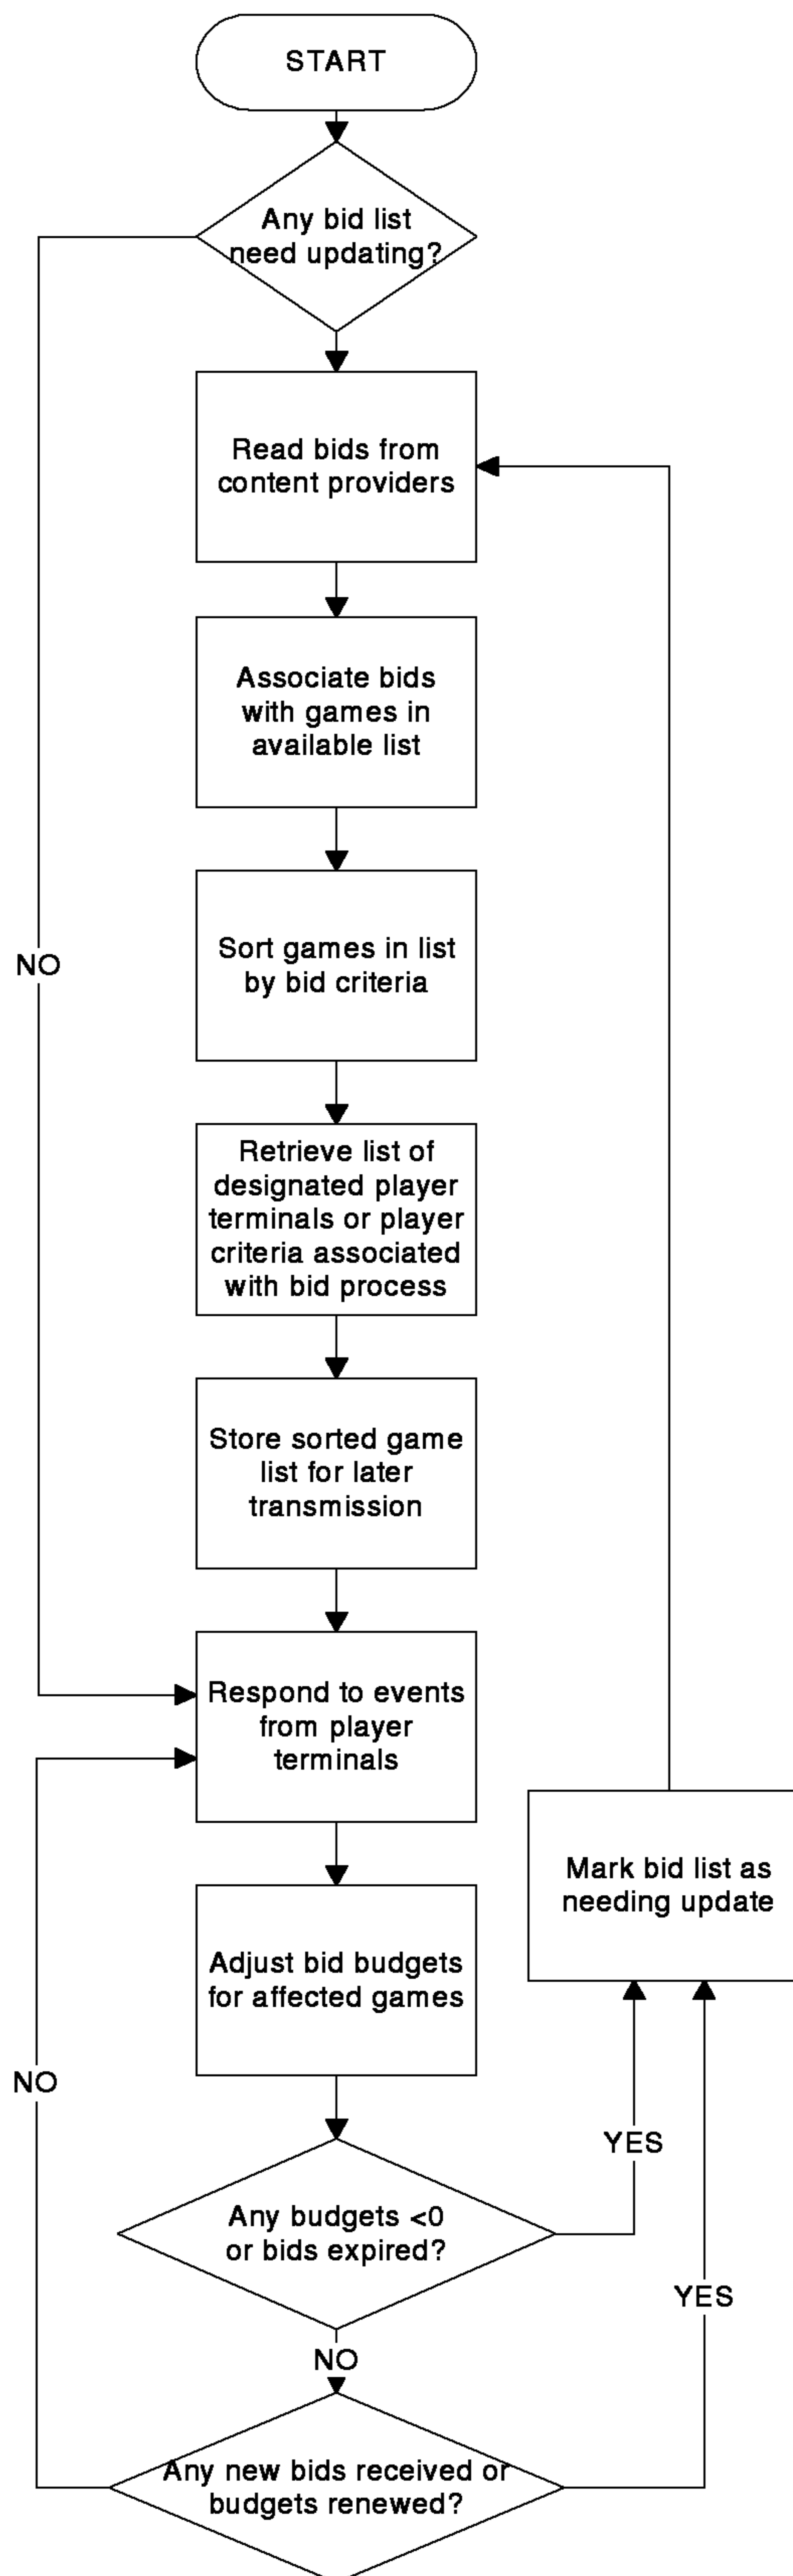 START
Any bid list
need updating?
Read bids from
content providers
Associate bids
with games in
available list
NO
Sort games in list
by bid criteria
Retrieve list of
designated player
terminals or player
criteria associated
with bid process
Store sorted game
list for later
transmission
Respond to events
from player
terminals
Mark bid list as
needing update
Adjust bid budgets
for affected games
NO
YES
Any budgets <0
or bids expired?
YES
NO
Any new bids received or
budgets renewed?